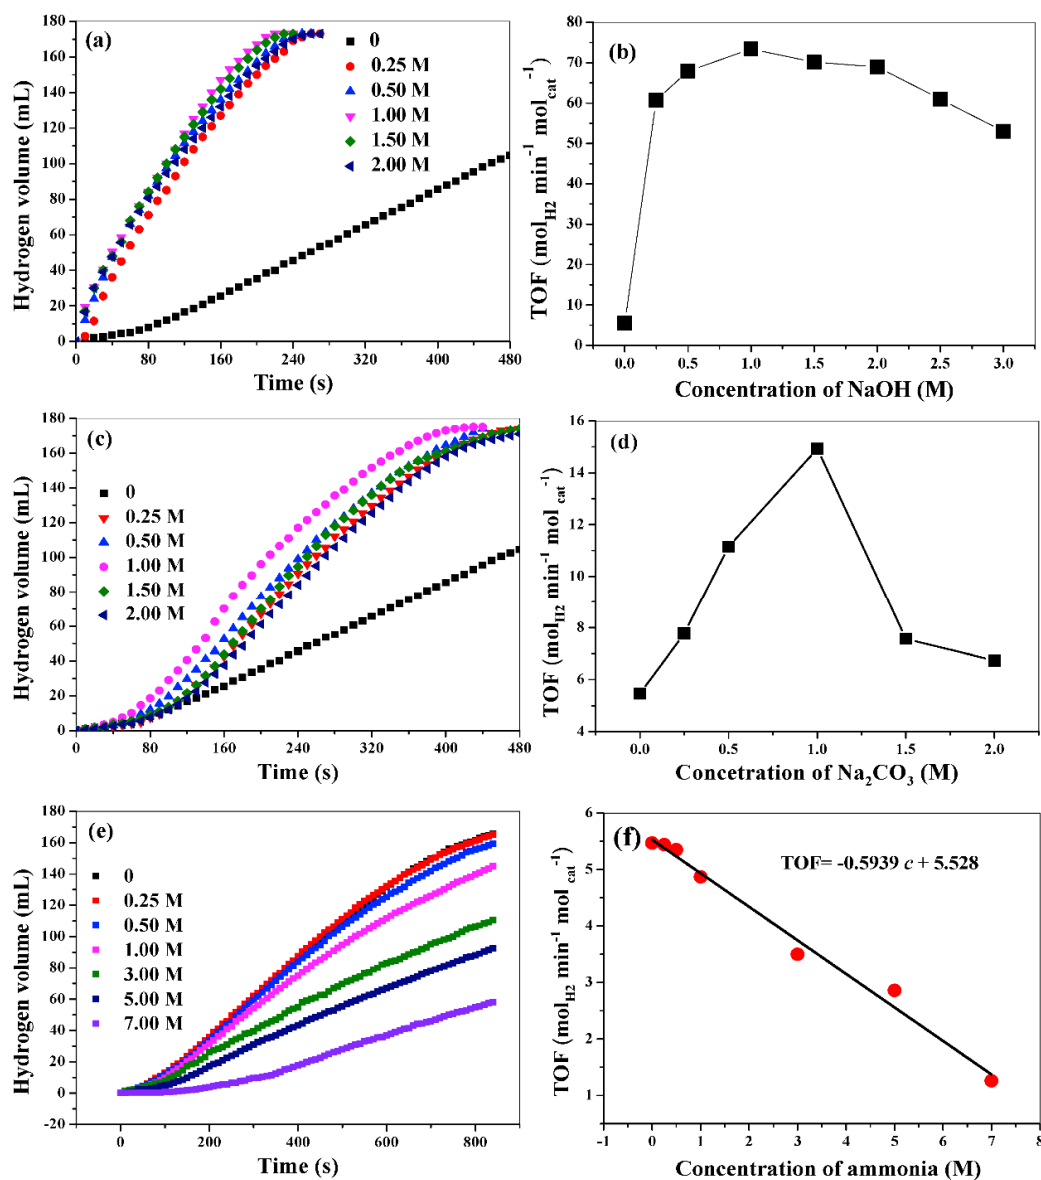 (a)
Hydrogen volume (mL)
180
160
140
120
100
80
60
40
20
0
0
0.25 M
0.50 M
1.00 M
1.50 M
2.00 M
0 80 160 240 320 400 480
Time (s)
(b)
TOF (mol_H2 min⁻¹ mol_cat⁻¹)
80
70
60
50
40
30
20
10
0
0.0 0.5 1.0 1.5 2.0 2.5 3.0
Concentration of NaOH (M)
(c)
Hydrogen volume (mL)
180
160
140
120
100
80
60
40
20
0
0
0.25 M
0.50 M
1.00 M
1.50 M
2.00 M
0 80 160 240 320 400 480
Time (s)
(d)
TOF (mol_H2 min⁻¹ mol_cat⁻¹)
16
14
12
10
8
6
4
0.0 0.5 1.0 1.5 2.0
Concetration of Na₂CO₃ (M)
(e)
Hydrogen volume (mL)
180
160
140
120
100
80
60
40
20
0
-20
0
0.25 M
0.50 M
1.00 M
3.00 M
5.00 M
7.00 M
0 200 400 600 800
Time (s)
(f)
TOF= -0.5939 c + 5.528
TOF (mol_H2 min⁻¹ mol_cat⁻¹)
6
5
4
3
2
1
-1 0 1 2 3 4 5 6 7 8
Concentration of ammonia (M)